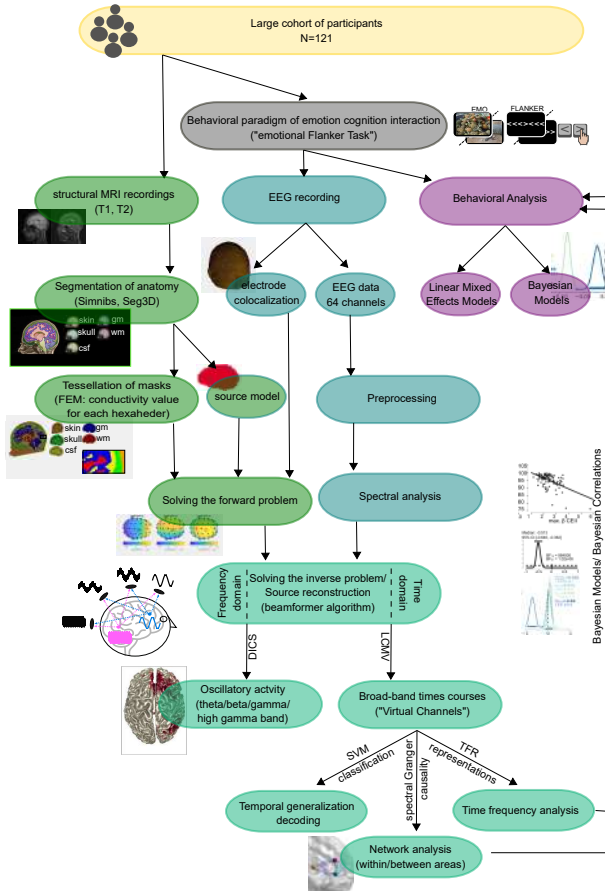 Large cohort of participants
N=121
Behavioral paradigm of emotion cognition interaction
("emotional Flanker Task")
EMO
FLANKER
structural MRI recordings
(T1, T2)
EEG recording
Behavioral Analysis
Segmentation of anatomy
(Simnibs, Seg3D)
electrode
colocalization
EEG data
64 channels
Linear Mixed
Effects Models
Bayesian
Models
skin
gm
skull
wm
csf
Tessellation of masks
(FEM: conductivity value
for each hexaheder)
source model
Preprocessing
skin
gm
skull
wm
csf
Solving the forward problem
Spectral analysis
Bayesian Models/ Bayesian Correlations
Frequency
domain
Solving the inverse problem/
Source reconstruction
(beamformer algorithm)
Time
domain
DICS
LCMV
Oscillatory actvity
(theta/beta/gamma/
high gamma band)
Broad-band times courses
("Virtual Channels")
SVM
classification
spectral Granger
causality
TFR
representations
Temporal generalization
decoding
Time frequency analysis
Network analysis
(within/between areas)